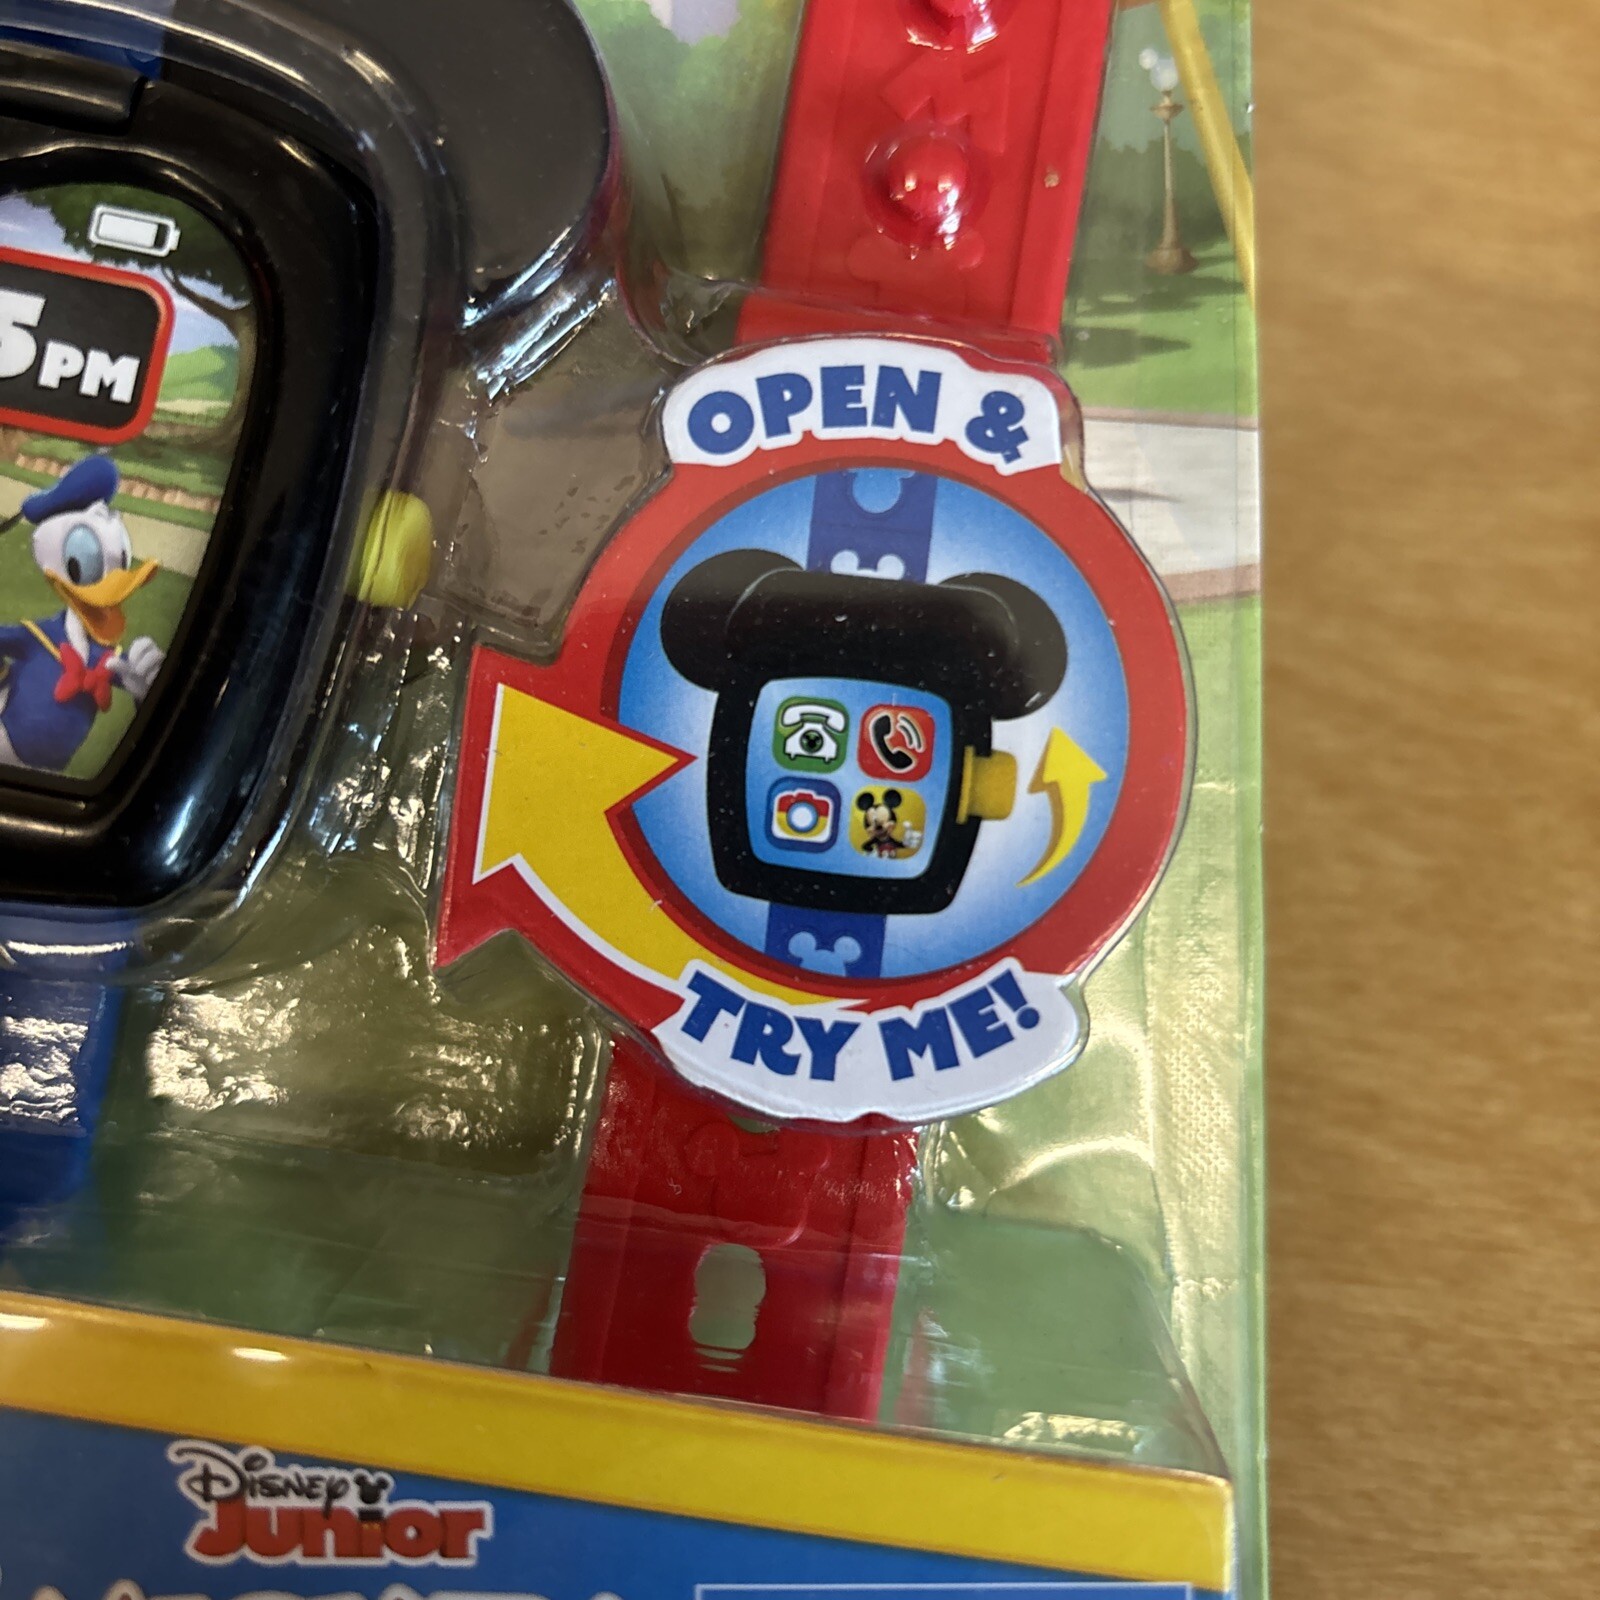 5PM
OPEN &
TRY ME!
Disney
Junior